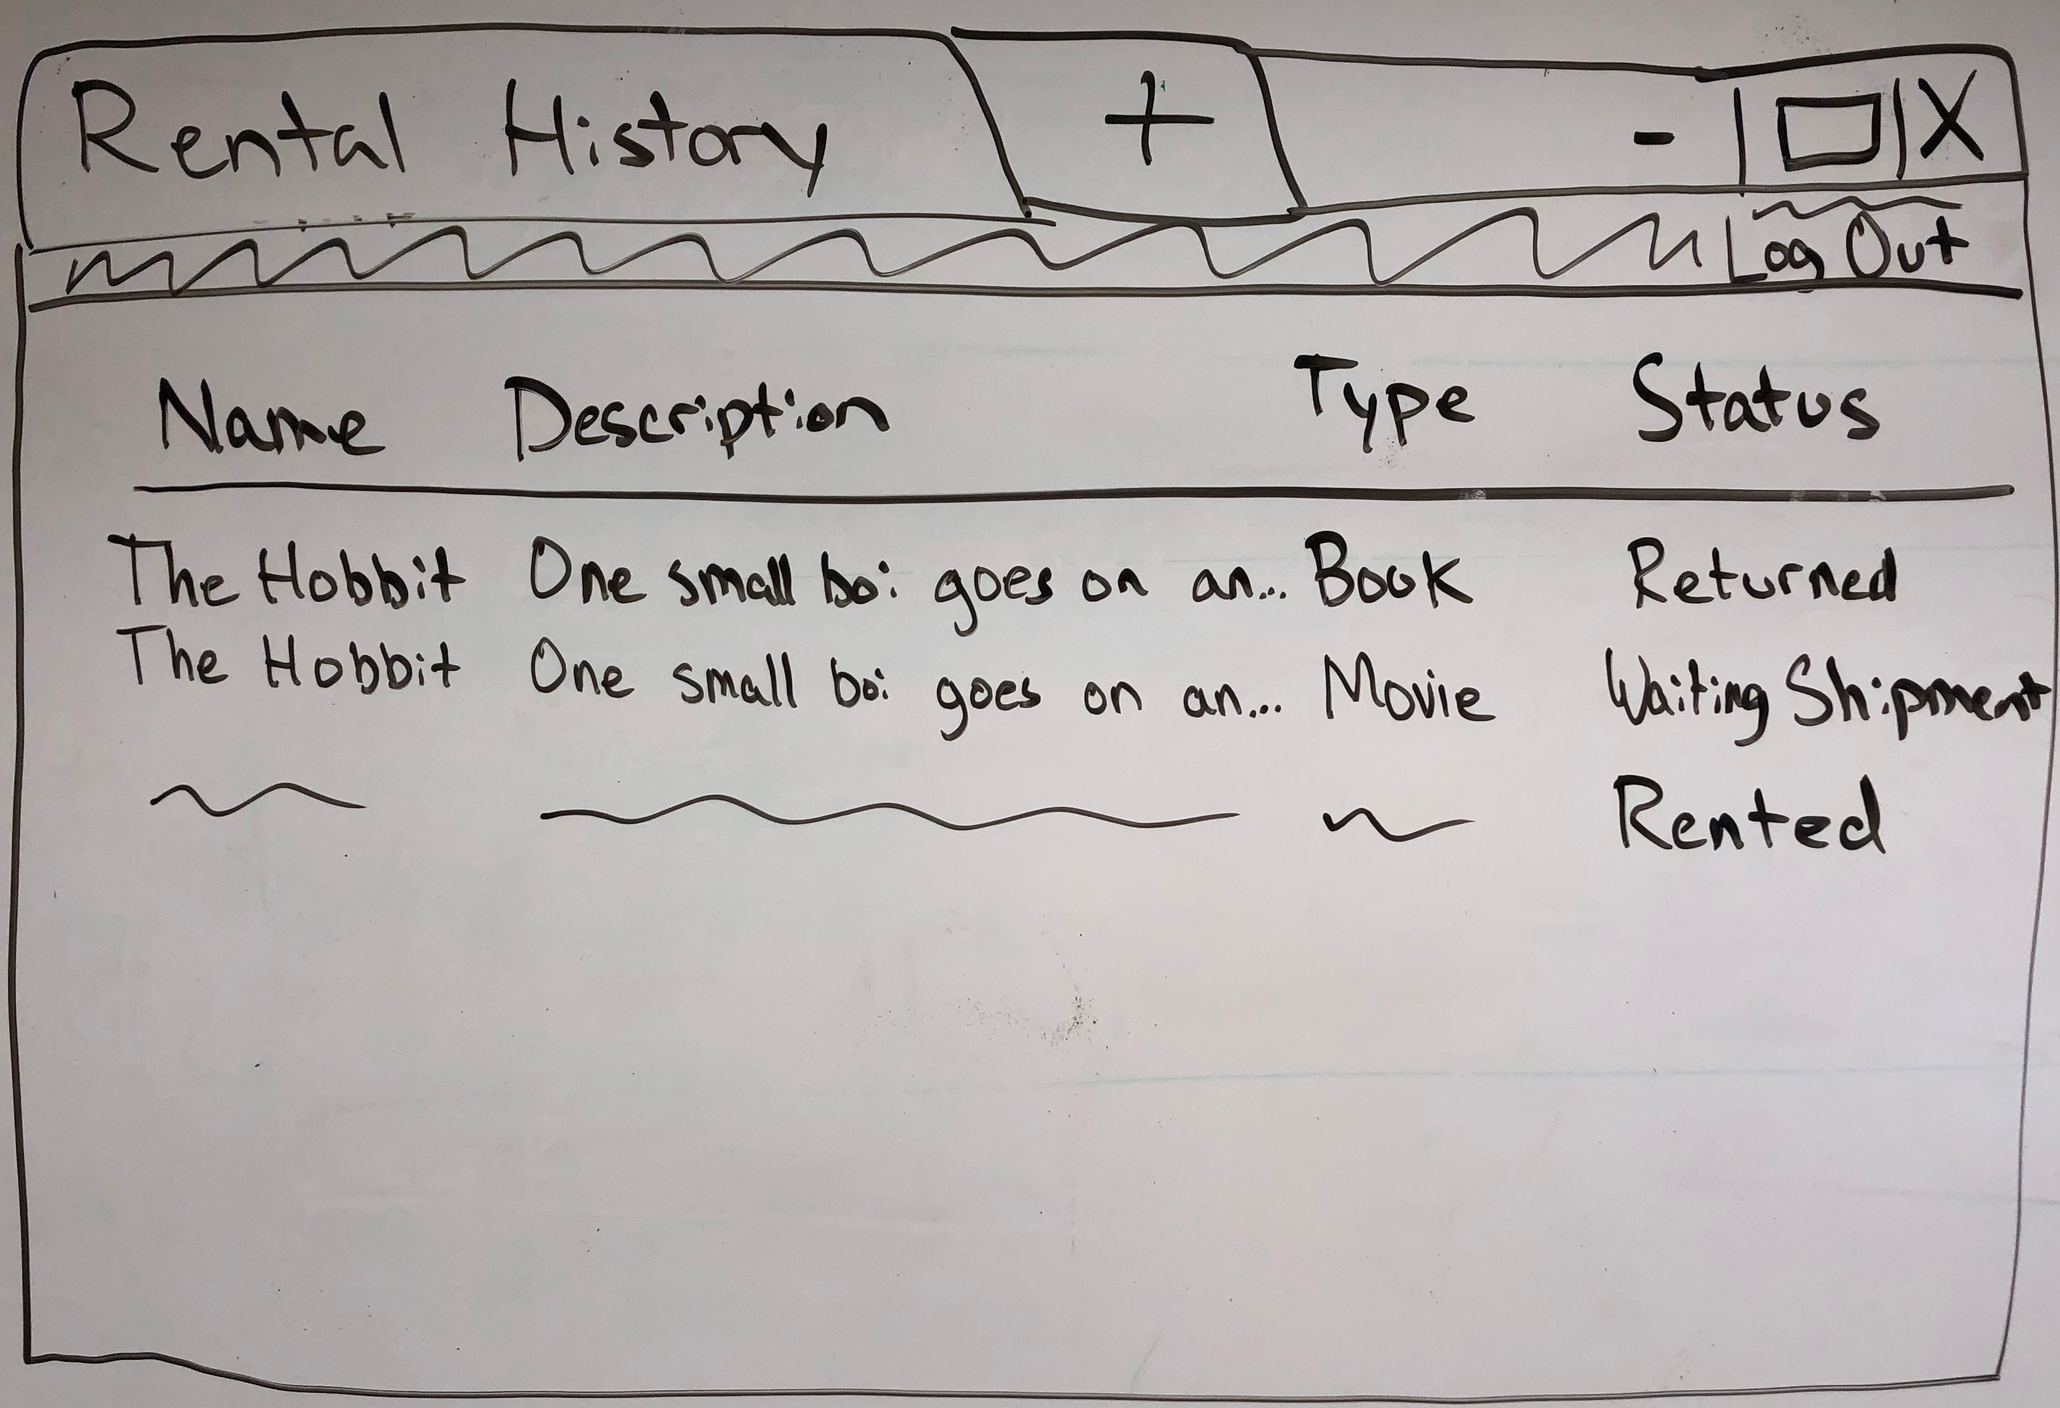 Rental History + - X
Log Out
Name Description Type Status
The Hobbit One small boi goes on an... Book Returned
The Hobbit One small boi goes on an... Movie Waiting Shipment
Rented